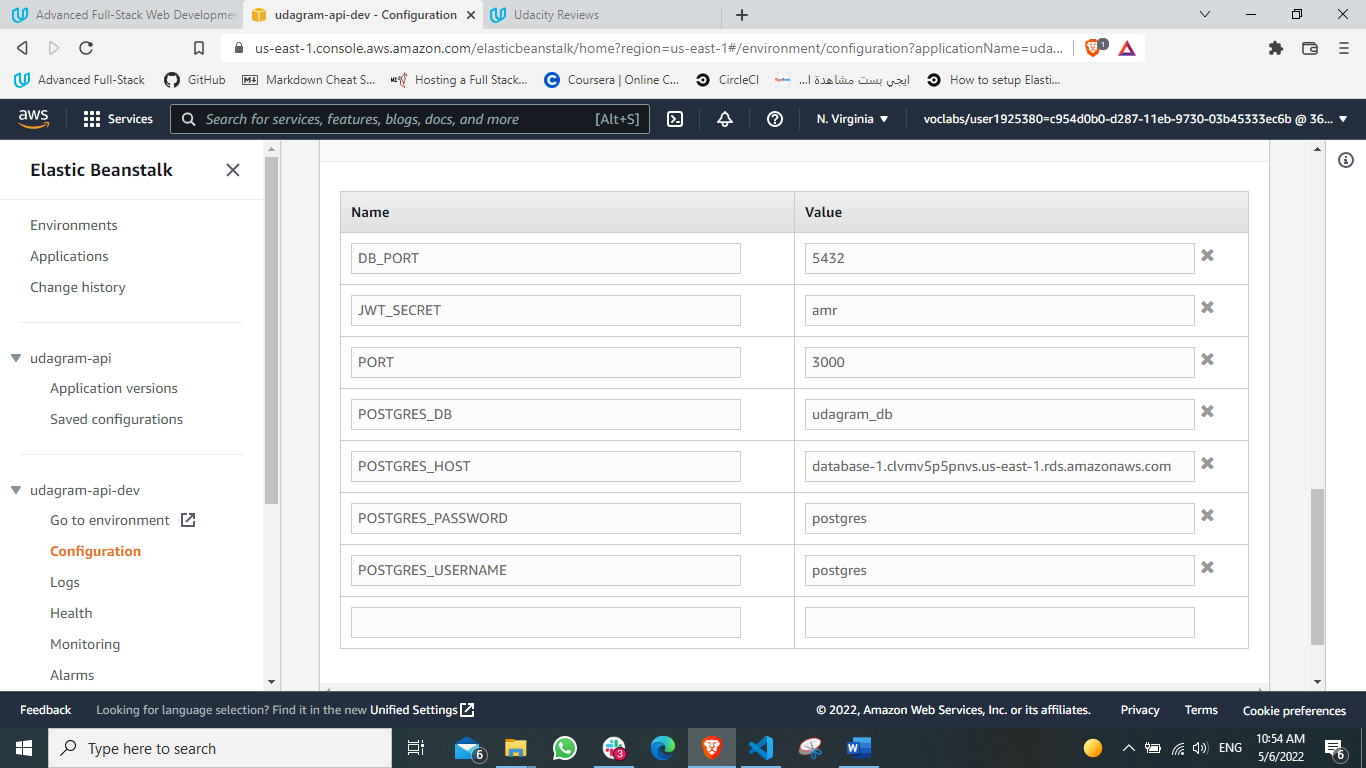 Advanced Full-Stack Web Developmen
udagram-api-dev - Configuration
Udacity Reviews
us-east-1.console.aws.amazon.com/elasticbeanstalk/home?region=us-east-1#/environment/configuration?applicationName=uda...
1
Advanced Full-Stack
GitHub
Markdown Cheat S...
Hosting a Full Stack...
Coursera | Online C...
CircleCI
ايجي بست مشاهدة ا...
How to setup Elasti...
aws
Services
Search for services, features, blogs, docs, and more
[Alt+S]
N. Virginia
voclabs/user1925380=c954d0b0-d287-11eb-9730-03b45333ec6b @ 36...
Elastic Beanstalk
Environments
Applications
Change history
udagram-api
Application versions
Saved configurations
udagram-api-dev
Go to environment
Configuration
Logs
Health
Monitoring
Alarms
Name Value
DB_PORT 5432
JWT_SECRET amr
PORT 3000
POSTGRES_DB udagram_db
POSTGRES_HOST database-1.clvmv5p5pnvs.us-east-1.rds.amazonaws.com
POSTGRES_PASSWORD postgres
POSTGRES_USERNAME postgres
Feedback
Looking for language selection? Find it in the new Unified Settings
© 2022, Amazon Web Services, Inc. or its affiliates.
Privacy
Terms
Cookie preferences
Type here to search
6
3
ENG
10:54 AM
5/6/2022
6